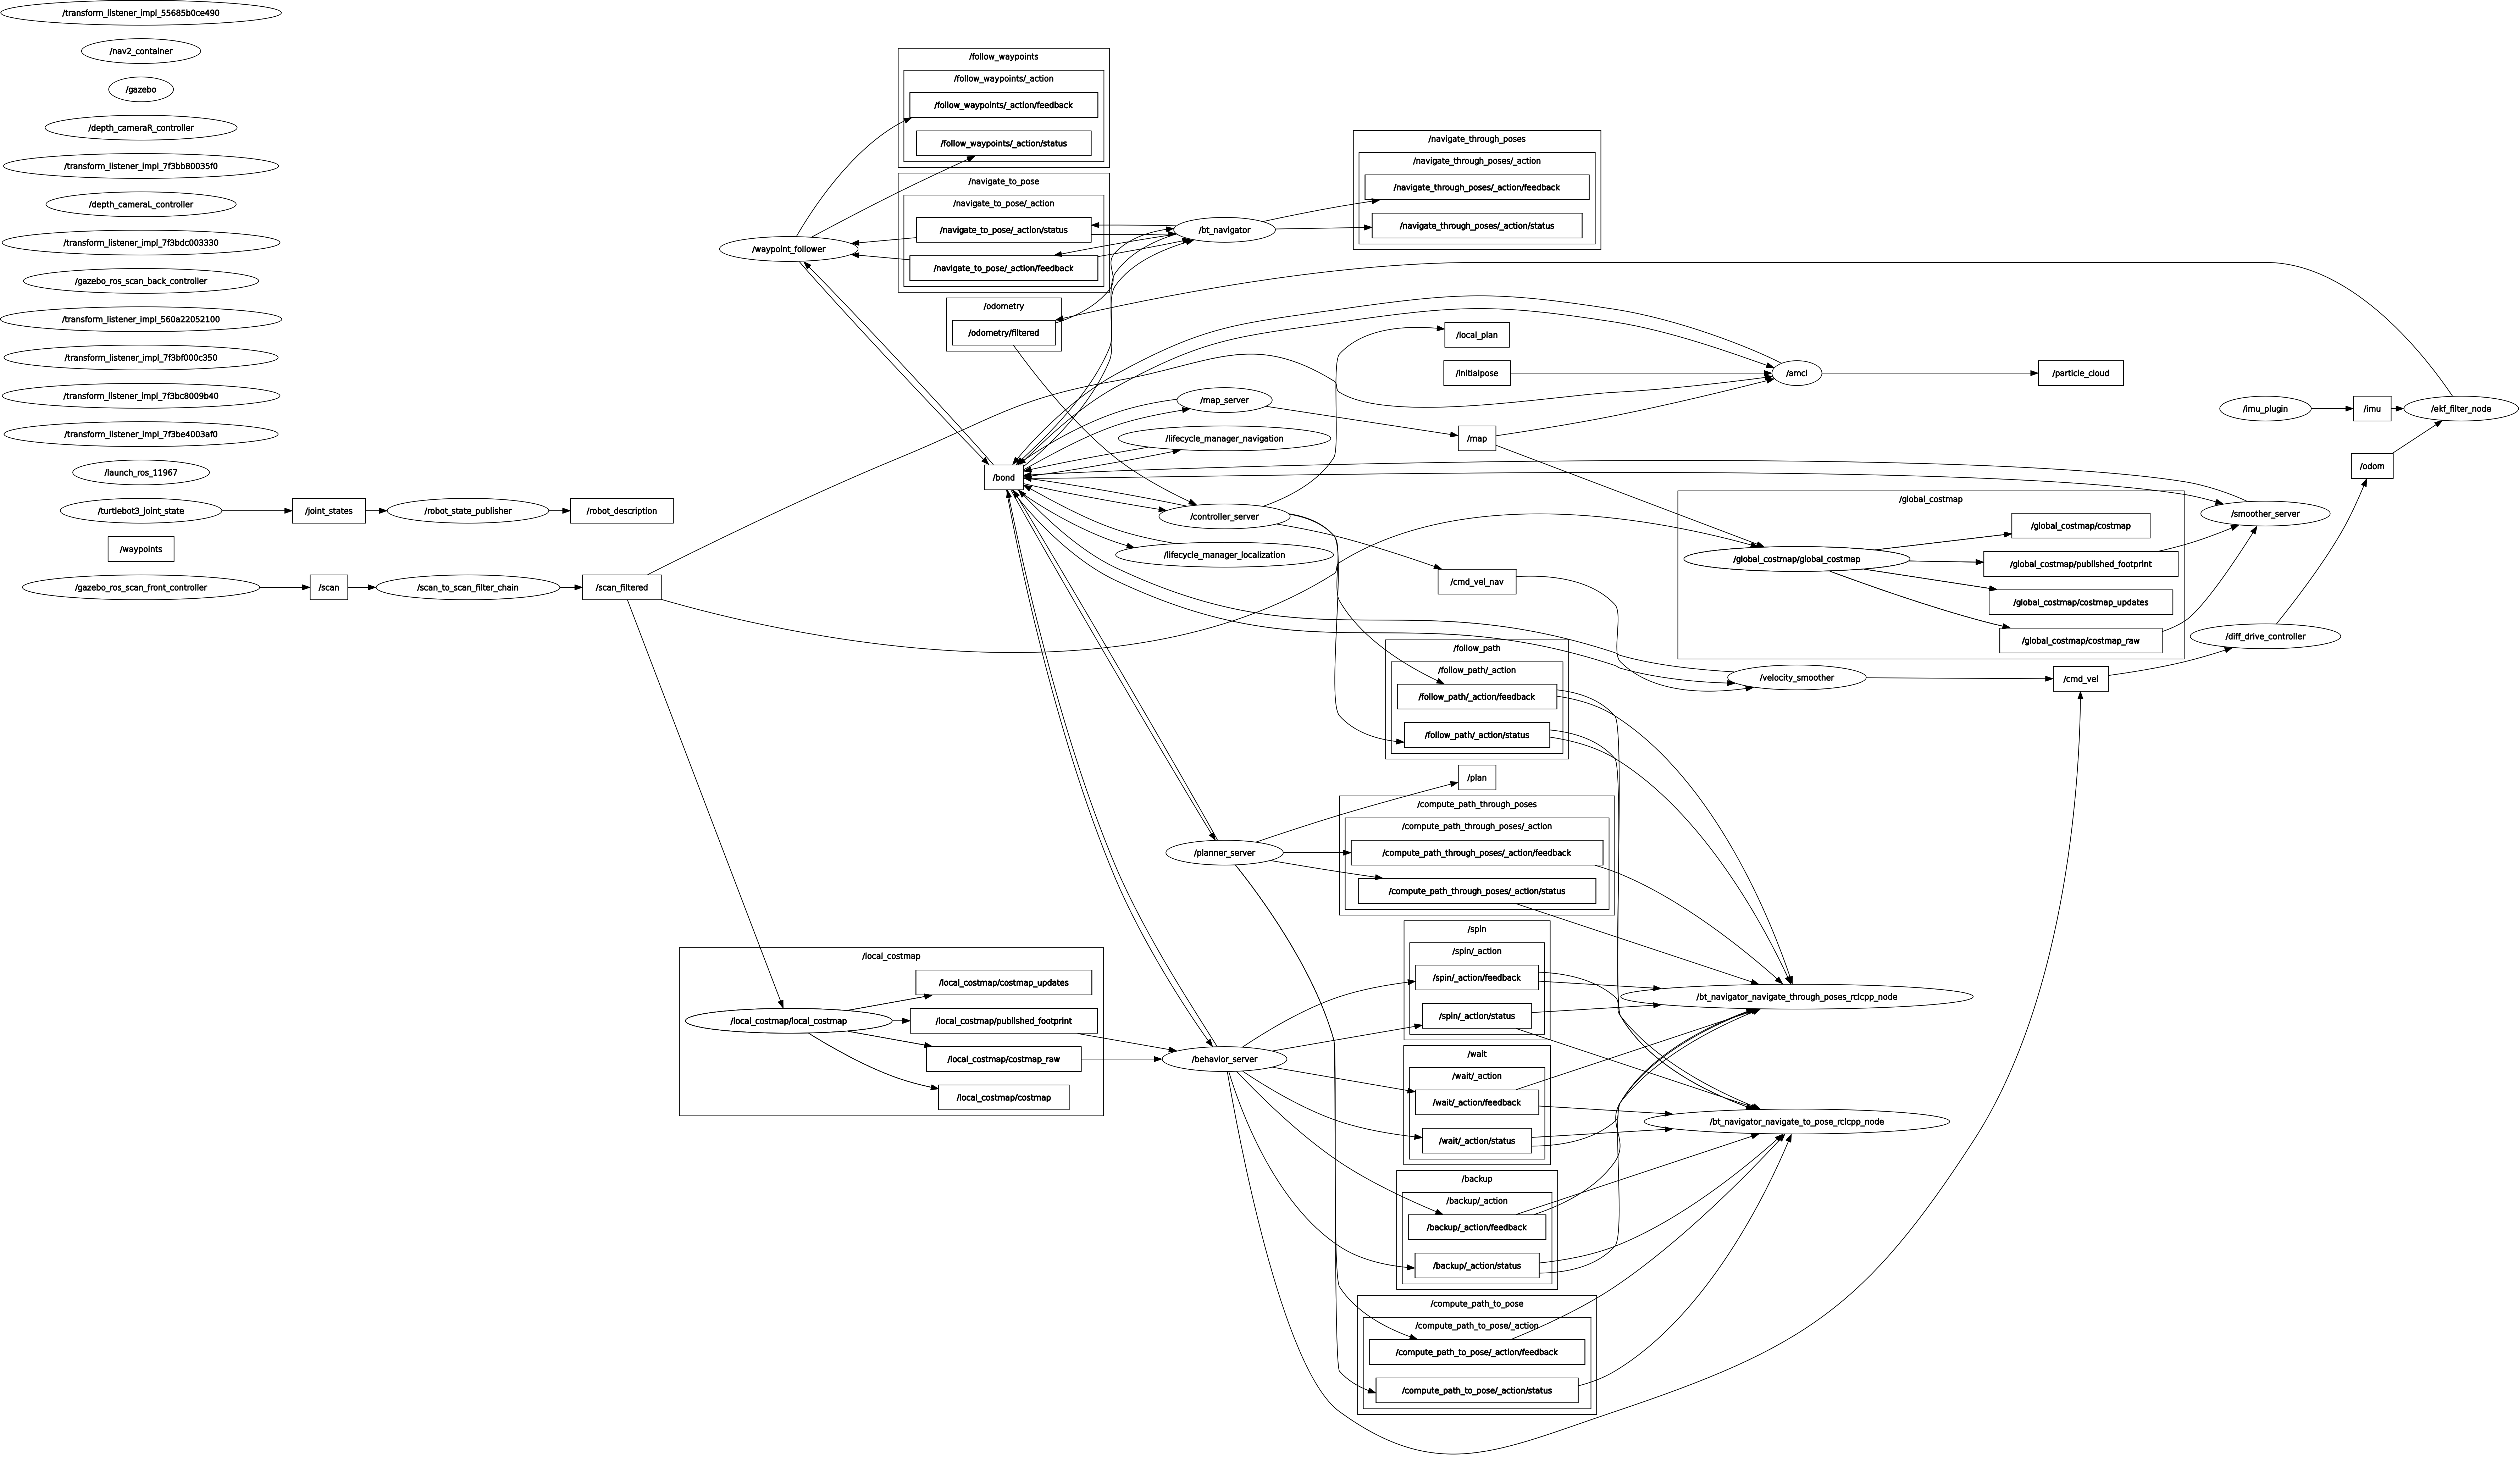 /transform_listener_impl_55685b0ce490
/nav2_container
/gazebo
/depth_cameraR_controller
/transform_listener_impl_7f3bb80035f0
/depth_cameraL_controller
/transform_listener_impl_7f3bdc003330
/gazebo_ros_scan_back_controller
/transform_listener_impl_560a22052100
/transform_listener_impl_7f3bf000c350
/transform_listener_impl_7f3bc8009b40
/transform_listener_impl_7f3be4003af0
/launch_ros_11967
/turtlebot3_joint_state
/joint_states
/robot_state_publisher
/robot_description
/waypoints
/gazebo_ros_scan_front_controller
/scan
/scan_to_scan_filter_chain
/scan_filtered
/waypoint_follower
/follow_waypoints
/follow_waypoints/_action
/follow_waypoints/_action/feedback
/follow_waypoints/_action/status
/navigate_to_pose
/navigate_to_pose/_action
/navigate_to_pose/_action/status
/navigate_to_pose/_action/feedback
/odometry
/odometry/filtered
/bond
/local_costmap
/local_costmap/local_costmap
/local_costmap/costmap_updates
/local_costmap/published_footprint
/local_costmap/costmap_raw
/local_costmap/costmap
/bt_navigator
/map_server
/lifecycle_manager_navigation
/controller_server
/lifecycle_manager_localization
/planner_server
/behavior_server
/navigate_through_poses
/navigate_through_poses/_action
/navigate_through_poses/_action/feedback
/navigate_through_poses/_action/status
/local_plan
/initialpose
/map
/cmd_vel_nav
/follow_path
/follow_path/_action
/follow_path/_action/feedback
/follow_path/_action/status
/plan
/compute_path_through_poses
/compute_path_through_poses/_action
/compute_path_through_poses/_action/feedback
/compute_path_through_poses/_action/status
/spin
/spin/_action
/spin/_action/feedback
/spin/_action/status
/wait
/wait/_action
/wait/_action/feedback
/wait/_action/status
/backup
/backup/_action
/backup/_action/feedback
/backup/_action/status
/compute_path_to_pose
/compute_path_to_pose/_action
/compute_path_to_pose/_action/feedback
/compute_path_to_pose/_action/status
/amcl
/particle_cloud
/global_costmap
/global_costmap/global_costmap
/global_costmap/costmap
/global_costmap/published_footprint
/global_costmap/costmap_updates
/global_costmap/costmap_raw
/velocity_smoother
/cmd_vel
/bt_navigator_navigate_through_poses_rclcpp_node
/bt_navigator_navigate_to_pose_rclcpp_node
/imu_plugin
/imu
/ekf_filter_node
/odom
/smoother_server
/diff_drive_controller